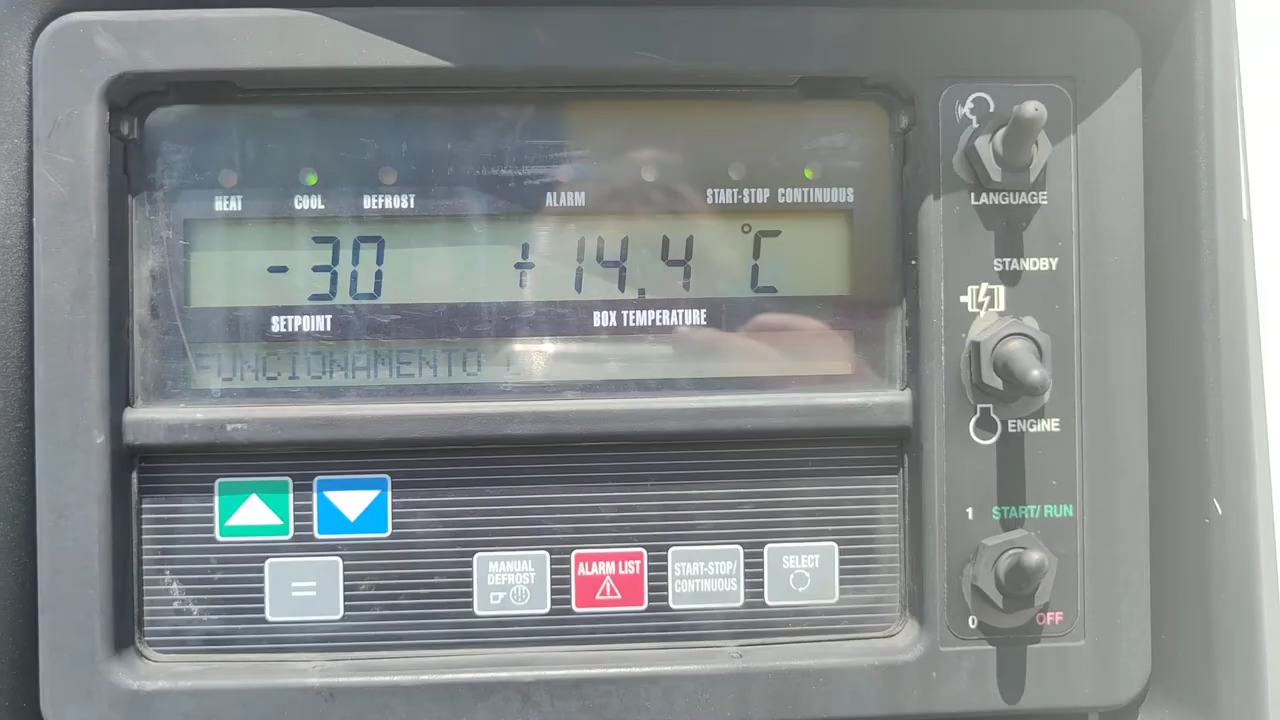 HEAT COOL DEFROST ALARM START-STOP CONTINUOUS
-30 +14.4 °C
SETPOINT BOX TEMPERATURE
FUNCIONAMENTO
MANUAL DEFROST
ALARM LIST
START-STOP/
CONTINUOUS
SELECT
=
LANGUAGE
STANDBY
ENGINE
1 START/RUN
0 OFF